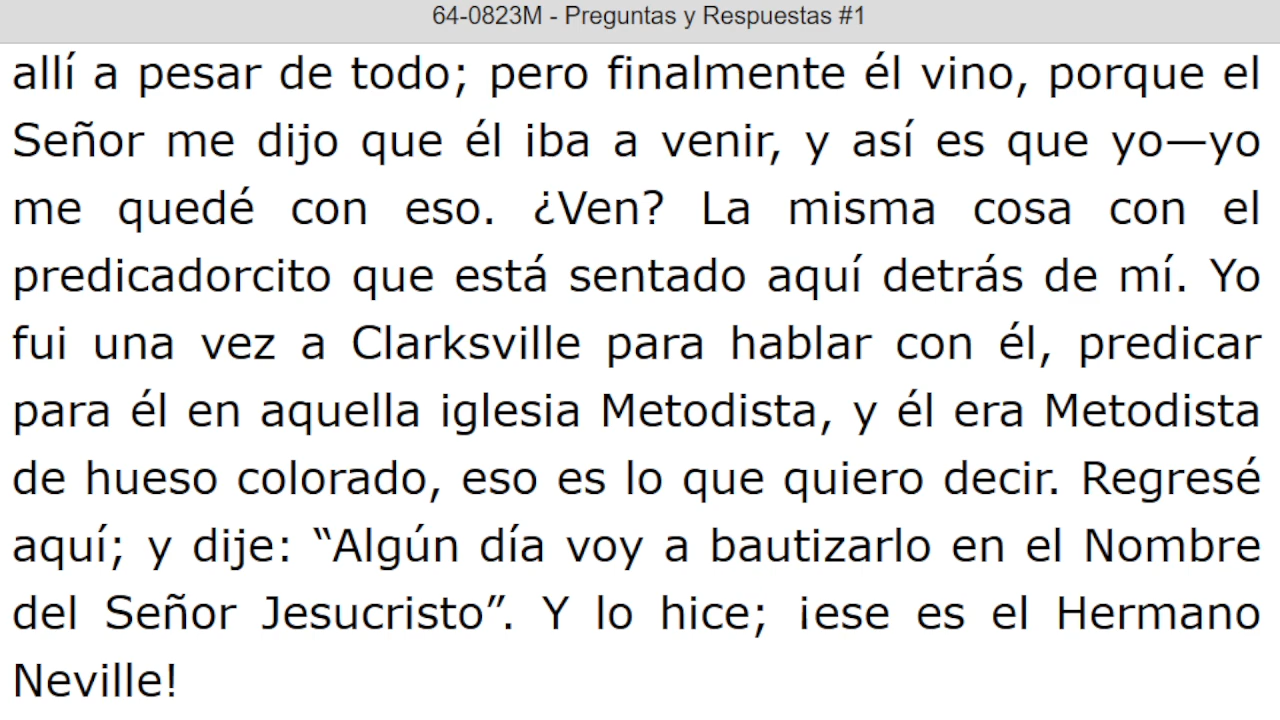 64-0823M - Preguntas y Respuestas #1
allí a pesar de todo; pero finalmente él vino, porque el
Señor me dijo que él iba a venir, y así es que yo—yo
me quedé con eso. ¿Ven? La misma cosa con el
predicadorcito que está sentado aquí detrás de mí. Yo
fui una vez a Clarksville para hablar con él, predicar
para él en aquella iglesia Metodista, y él era Metodista
de hueso colorado, eso es lo que quiero decir. Regresé
aquí; y dije: “Algún día voy a bautizarlo en el Nombre
del Señor Jesucristo”. Y lo hice; ¡ese es el Hermano
Neville!